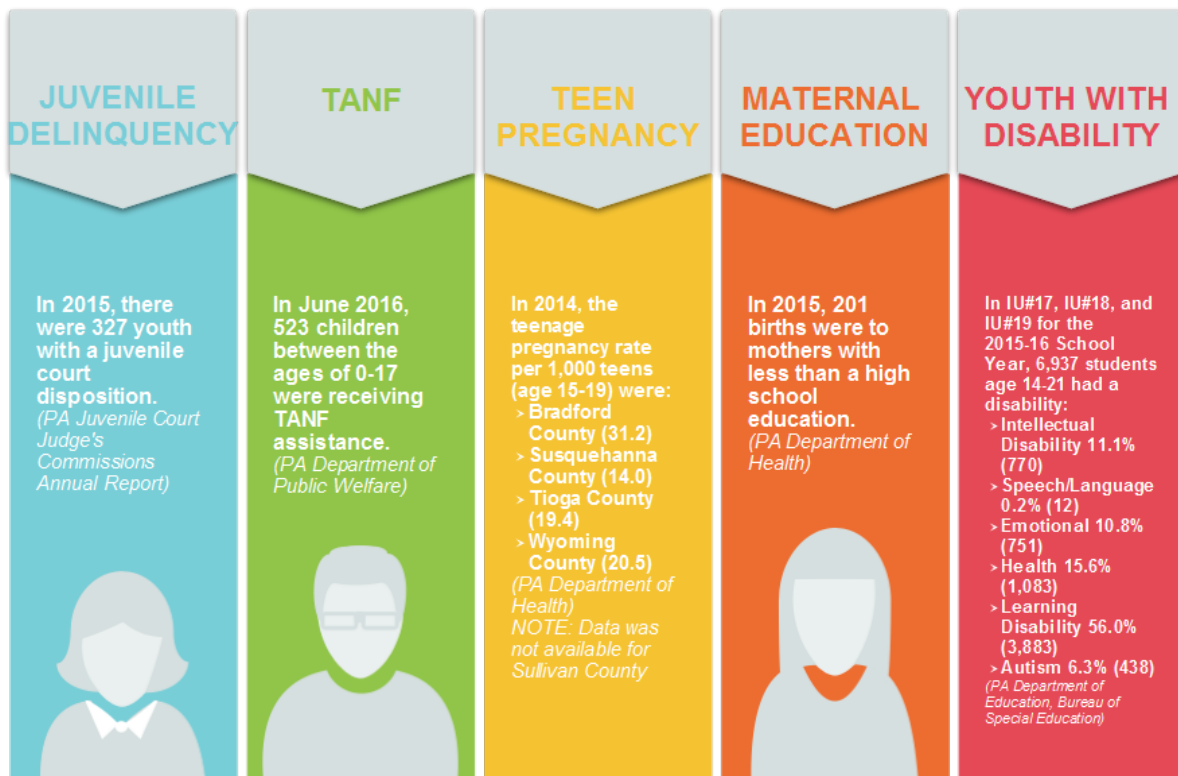 JUVENILE
DELINQUENCY
In 2015, there
were 327 youth
with a juvenile
court
disposition.
(PA Juvenile Court
Judge's
Commissions
Annual Report)
TANF
In June 2016,
523 children
between the
ages of 0-17
were receiving
TANF
assistance.
(PA Department of
Public Welfare)
TEEN
PREGNANCY
In 2014, the
teenage
pregnancy rate
per 1,000 teens
(age 15-19) were:
> Bradford
County (31.2)
> Susquehanna
County (14.0)
> Tioga County
(19.4)
> Wyoming
County (20.5)
(PA Department of
Health)
NOTE: Data was
not available for
Sullivan County
MATERNAL
EDUCATION
In 2015, 201
births were to
mothers with
less than a high
school
education.
(PA Department of
Health)
YOUTH WITH
DISABILITY
In IU#17, IU#18, and
IU#19 for the
2015-16 School
Year, 6,937 students
age 14-21 had a
disability:
> Intellectual
Disability 11.1%
(770)
> Speech/Language
0.2% (12)
> Emotional 10.8%
(751)
> Health 15.6%
(1,083)
> Learning
Disability 56.0%
(3,883)
> Autism 6.3% (438)
(PA Department of
Education, Bureau of
Special Education)